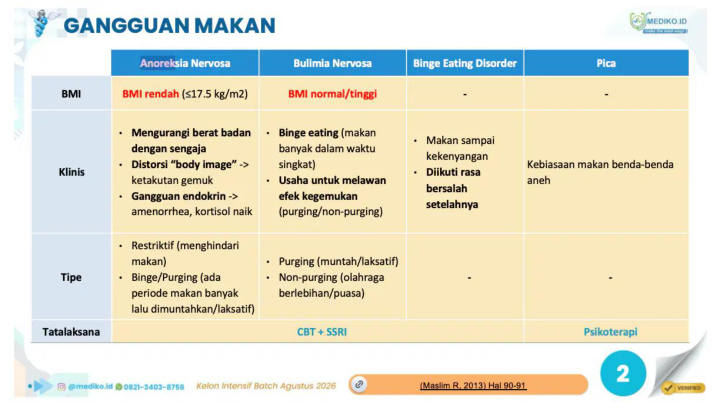 GANGGUAN MAKAN
MEDIKO.ID
Anoreksia Nervosa
Bulimia Nervosa
Binge Eating Disorder
Pica
BMI
BMI rendah (≤17.5 kg/m2)
BMI normal/tinggi
-
-
Klinis
• Mengurangi berat badan
dengan sengaja
• Distorsi “body image” ->
ketakutan gemuk
• Gangguan endokrin ->
amenorrhea, kortisol naik
• Binge eating (makan
banyak dalam waktu
singkat)
• Usaha untuk melawan
efek kegemukan
(purging/non-purging)
• Makan sampai
kekenyangan
• Diikuti rasa
bersalah
setelahnya
Kebiasaan makan benda-benda
aneh
Tipe
• Restriktif (menghindari
makan)
• Binge/Purging (ada
periode makan banyak
lalu dimuntahkan/laksatif)
• Purging (muntah/laksatif)
• Non-purging (olahraga
berlebihan/puasa)
-
-
Tatalaksana
CBT + SSRI
Psikoterapi
@mediko.id 0821-3403-8758
Kelon Intensif Batch Agustus 2026
(Maslim R, 2013) Hal 90-91
2
VERIFIED